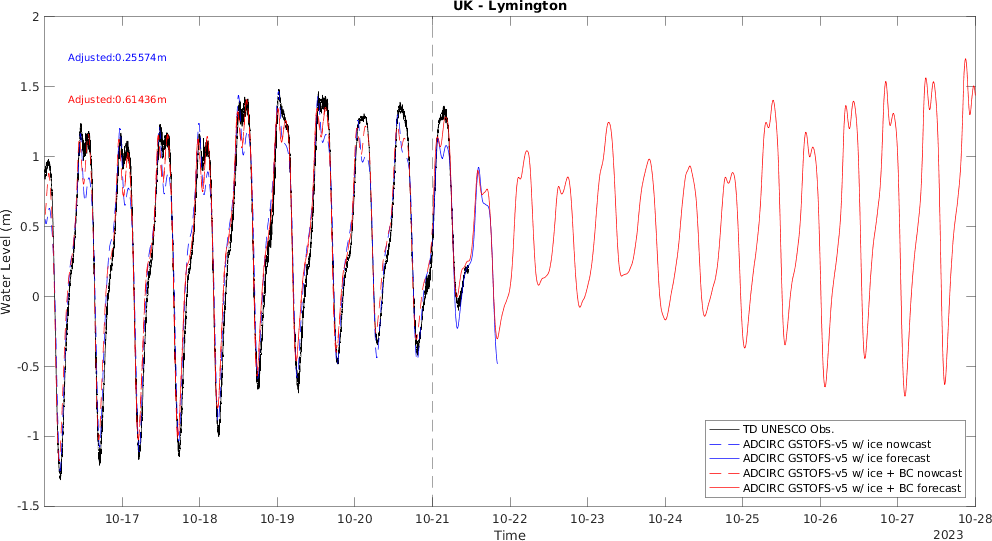 UK - Lymington
2
1.5
1
0.5
0
-0.5
-1
-1.5
Water Level (m)
Adjusted:0.25574m
Adjusted:0.61436m
TD UNESCO Obs.
ADCIRC GSTOFS-v5 w/ ice nowcast
ADCIRC GSTOFS-v5 w/ ice forecast
ADCIRC GSTOFS-v5 w/ ice + BC nowcast
ADCIRC GSTOFS-v5 w/ ice + BC forecast
10-17 10-18 10-19 10-20 10-21 10-22 10-23 10-24 10-25 10-26 10-27 10-28
Time
2023